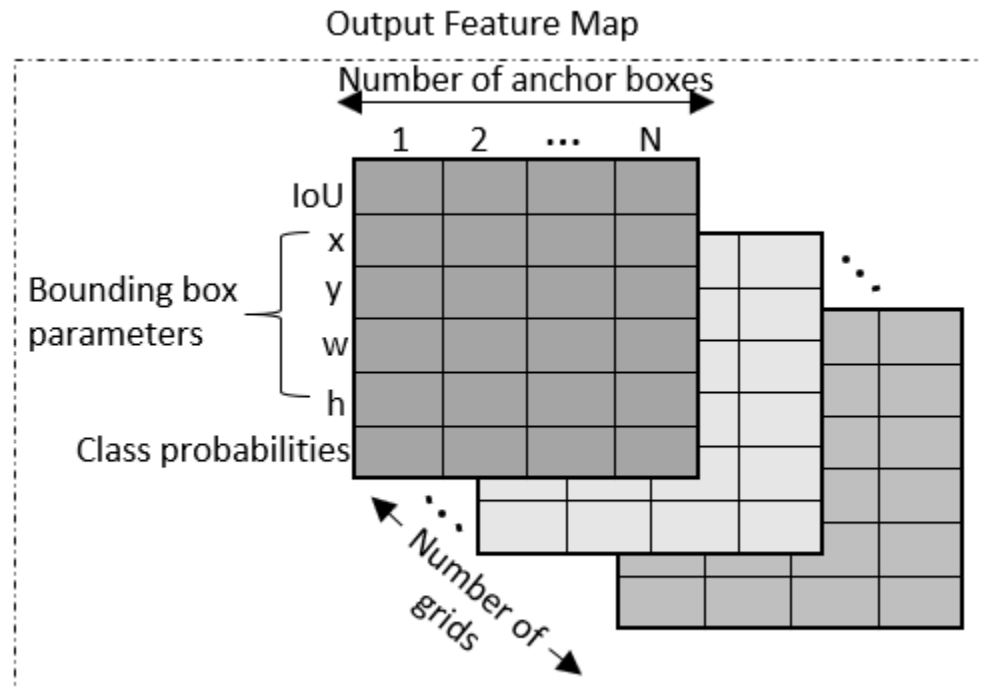 Output Feature Map
Number of anchor boxes
1 2 ... N
IoU
x
Bounding box
parameters
y
w
h
Class probabilities
Number of
grids